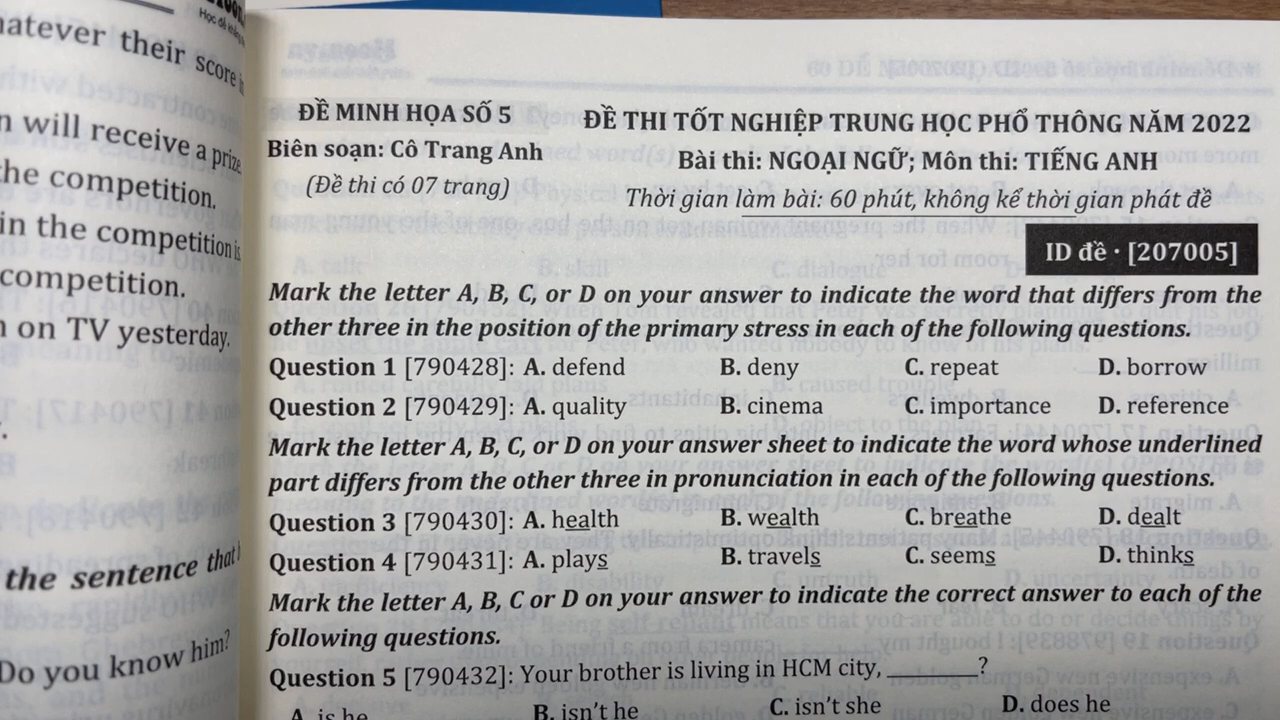 hatever their score
n will receive a prize
the competition.
in the competition is
competition.
n on TV yesterday.
the sentence that
Do you know him?
ĐỀ MINH HỌA SỐ 5
Biên soạn: Cô Trang Anh
(Đề thi có 07 trang)
ĐỀ THI TỐT NGHIỆP TRUNG HỌC PHỔ THÔNG NĂM 2022
Bài thi: NGOẠI NGỮ; Môn thi: TIẾNG ANH
Thời gian làm bài: 60 phút, không kể thời gian phát đề
ID đề · [207005]
Mark the letter A, B, C, or D on your answer to indicate the word that differs from the
other three in the position of the primary stress in each of the following questions.
Question 1 [790428]: A. defend B. deny C. repeat D. borrow
Question 2 [790429]: A. quality B. cinema C. importance D. reference
Mark the letter A, B, C, or D on your answer sheet to indicate the word whose underlined
part differs from the other three in pronunciation in each of the following questions.
Question 3 [790430]: A. health B. wealth C. breathe D. dealt
Question 4 [790431]: A. plays B. travels C. seems D. thinks
Mark the letter A, B, C or D on your answer to indicate the correct answer to each of the
following questions.
Question 5 [790432]: Your brother is living in HCM city, ________?
A. is he B. isn't he C. isn't she D. does he